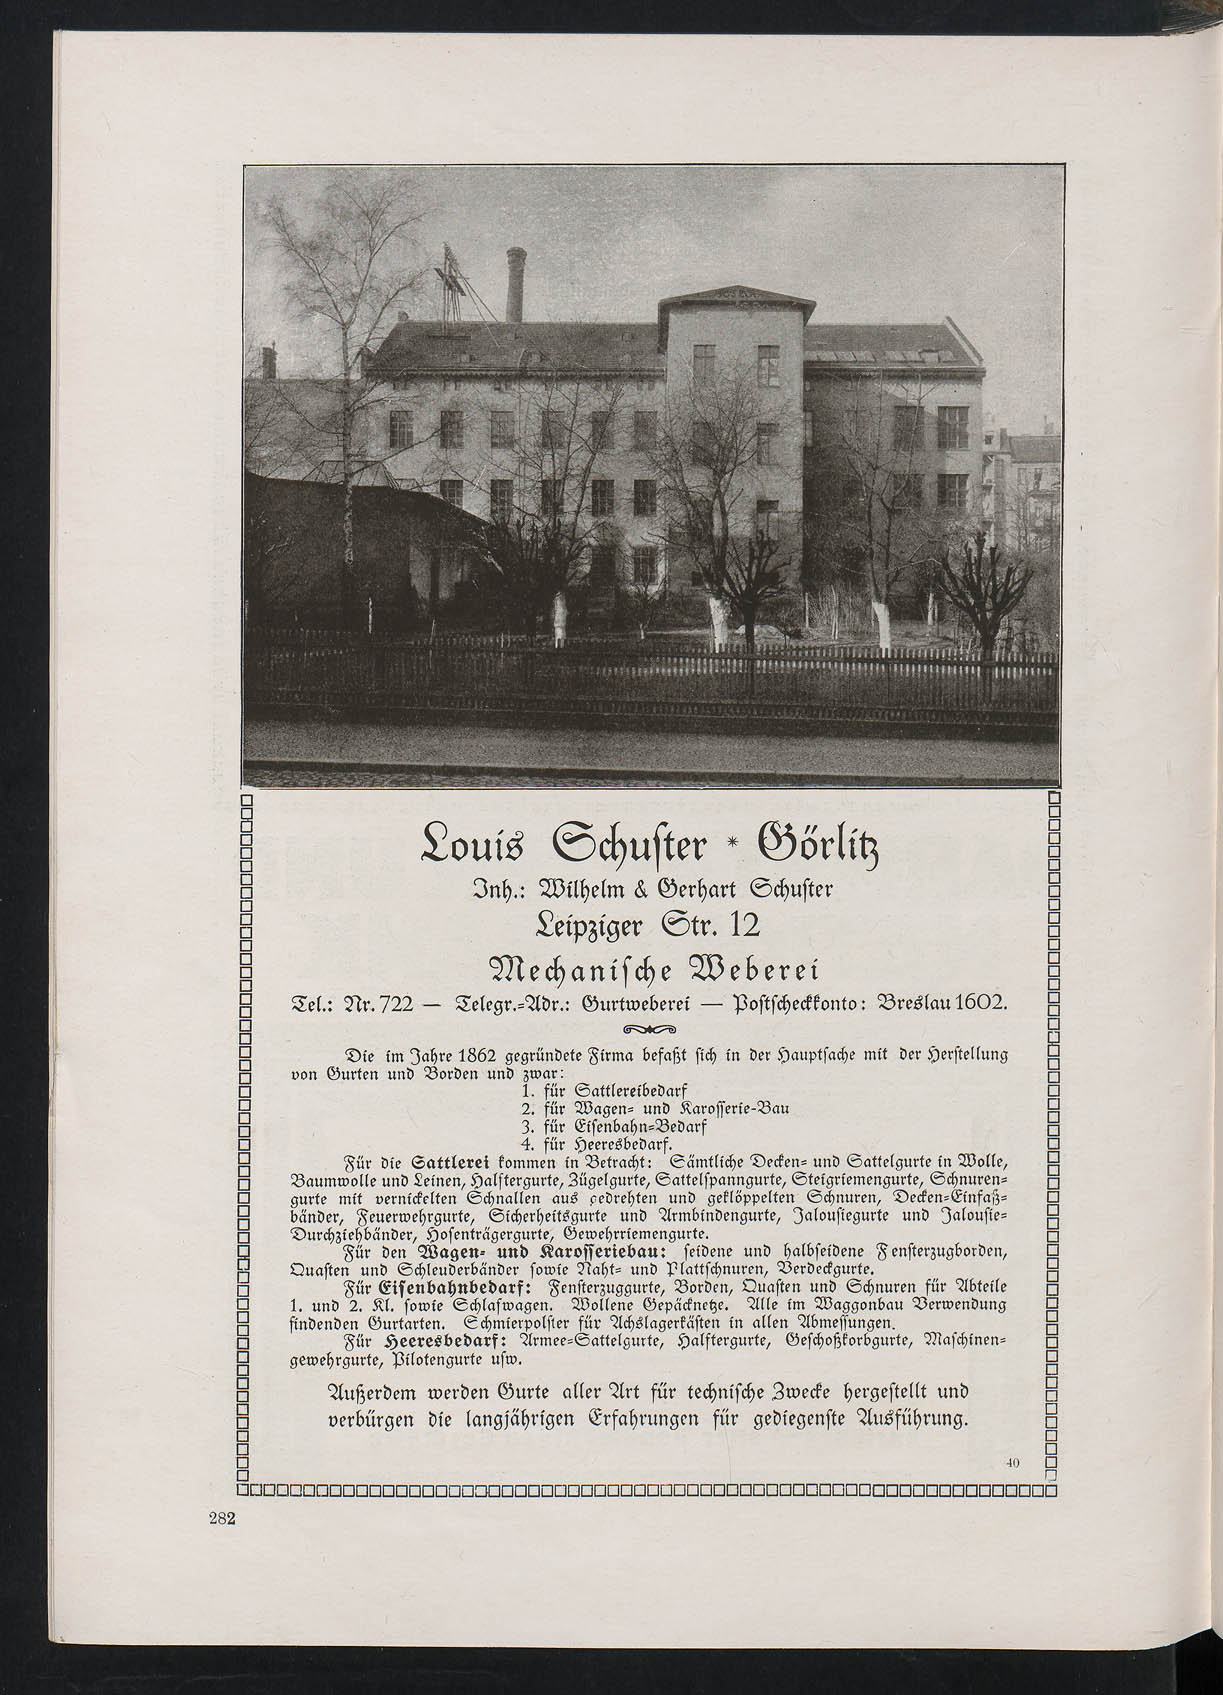 Louis Schuster * Görlitz
Inh.: Wilhelm & Gerhart Schuster
Leipziger Str. 12
Mechanische Weberei
Tel.: Nr. 722 — Telegr.=Adr.: Gurtweberei — Postscheckkonto: Breslau 1602.
Die im Jahre 1862 gegründete Firma befaßt sich in der Hauptsache mit der Herstellung
von Gurten und Borden und zwar:
1. für Sattlereibedarf
2. für Wagen= und Karosserie-Bau
3. für Eisenbahn=Bedarf
4. für Heeresbedarf.
Für die Sattlerei kommen in Betracht: Sämtliche Decken= und Sattelgurte in Wolle,
Baumwolle und Leinen, Halftergurte, Zügelgurte, Sattelspanngurte, Steigriemengurte, Schnuren=
gurte mit vernickelten Schnallen aus gedrehten und geklöppelten Schnuren, Decken=Einfaß=
bänder, Feuerwehrgurte, Sicherheitsgurte und Armbindengurte, Jalousiegurte und Jalousie=
Durchziehbänder, Hosenträgergurte, Gewehrriemengurte.
Für den Wagen= und Karosseriebau: seidene und halbseidene Fensterzugborden,
Quasten und Schleuderbänder sowie Naht= und Plattschnuren, Verdeckgurte.
Für Eisenbahnbedarf: Fensterzuggurte, Borden, Quasten und Schnuren für Abteile
1. und 2. Kl. sowie Schlafwagen. Wollene Gepäcknetze. Alle im Waggonbau Verwendung
findenden Gurtarten. Schmierpolster für Achslagerkästen in allen Abmessungen.
Für Heeresbedarf: Armee=Sattelgurte, Halftergurte, Geschoßkorbgurte, Maschinen=
gewehrgurte, Pilotengurte usw.
Außerdem werden Gurte aller Art für technische Zwecke hergestellt und
verbürgen die langjährigen Erfahrungen für gediegenste Ausführung.
40
282